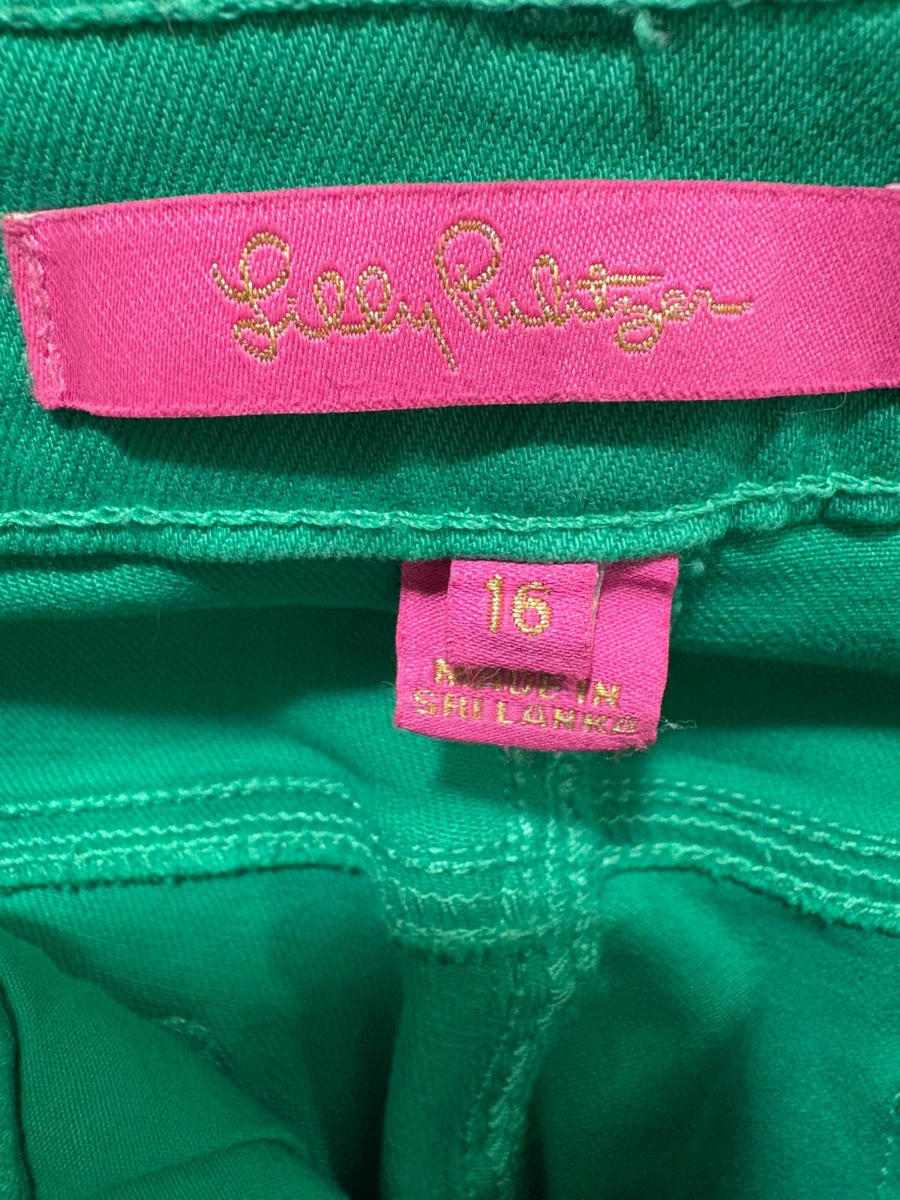 Lilly Pulitzer
16
MADE IN
SRI LANKA